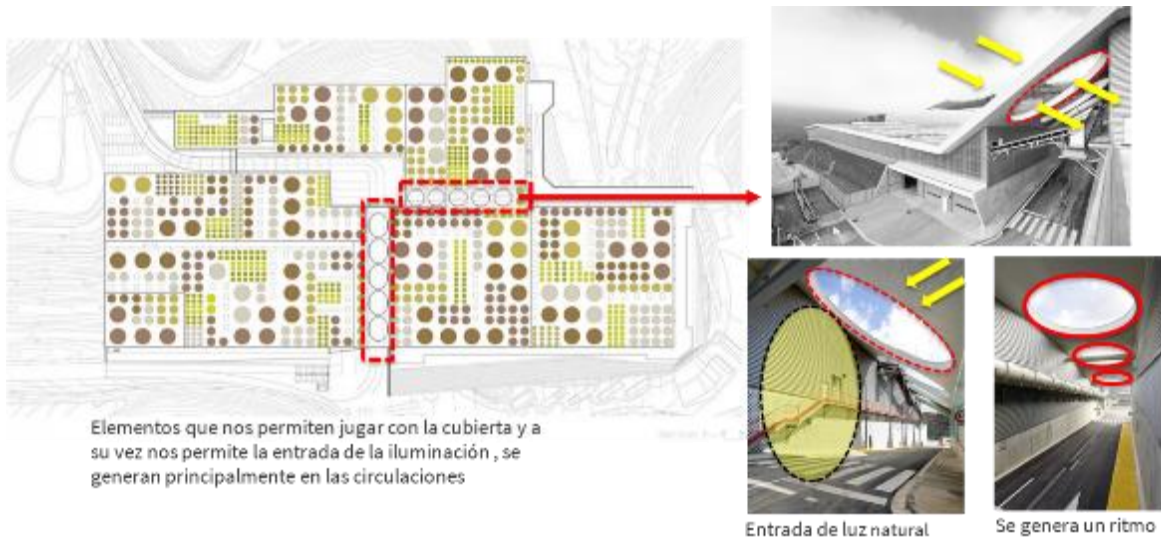 Elementos que nos permiten jugar con la cubierta y a
su vez nos permite la entrada de la iluminación , se
generan principalmente en las circulaciones
Entrada de luz natural
Se genera un ritmo